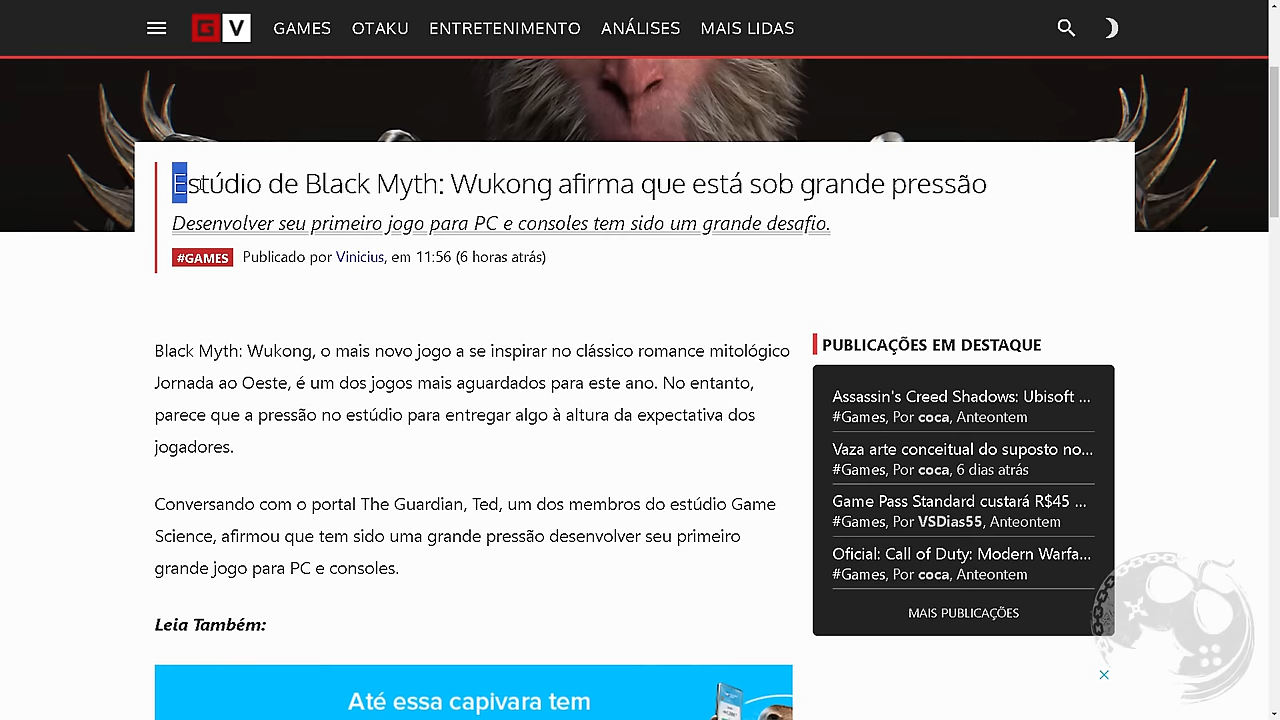 G V GAMES OTAKU ENTRETENIMENTO ANÁLISES MAIS LIDAS
Estúdio de Black Myth: Wukong afirma que está sob grande pressão
Desenvolver seu primeiro jogo para PC e consoles tem sido um grande desafio.
#GAMES Publicado por Vinicius, em 11:56 (6 horas atrás)
Black Myth: Wukong, o mais novo jogo a se inspirar no clássico romance mitológico
Jornada ao Oeste, é um dos jogos mais aguardados para este ano. No entanto,
parece que a pressão no estúdio para entregar algo à altura da expectativa dos
jogadores.
Conversando com o portal The Guardian, Ted, um dos membros do estúdio Game
Science, afirmou que tem sido uma grande pressão desenvolver seu primeiro
grande jogo para PC e consoles.
Leia Também:
Até essa capivara tem
PUBLICAÇÕES EM DESTAQUE
Assassin's Creed Shadows: Ubisoft ...
#Games, Por coca, Anteontem
Vaza arte conceitual do suposto no...
#Games, Por coca, 6 dias atrás
Game Pass Standard custará R$45 ...
#Games, Por VSDias55, Anteontem
Oficial: Call of Duty: Modern Warfa...
#Games, Por coca, Anteontem
MAIS PUBLICAÇÕES